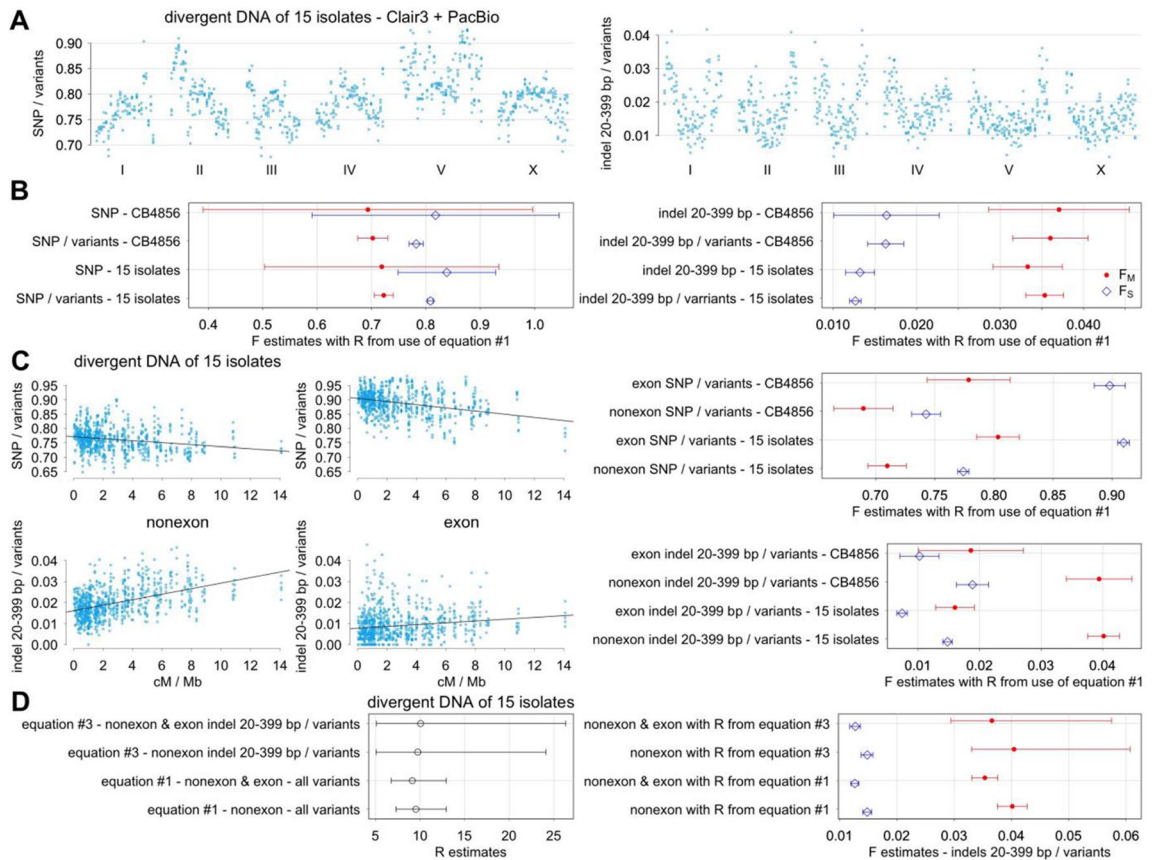 A
divergent DNA of 15 isolates - Clair3 + PacBio
SNP / variants
0.90
0.85
0.80
0.75
0.70
I II III IV V X
indel 20-399 bp / variants
0.04
0.03
0.02
0.01
I II III IV V X
B
SNP - CB4856
SNP / variants - CB4856
SNP - 15 isolates
SNP / variants - 15 isolates
0.4 0.5 0.6 0.7 0.8 0.9 1.0
F estimates with R from use of equation #1
indel 20-399 bp - CB4856
indel 20-399 bp / variants - CB4856
indel 20-399 bp - 15 isolates
indel 20-399 bp / varriants - 15 isolates
F_M
F_S
0.010 0.020 0.030 0.040
F estimates with R from use of equation #1
C
divergent DNA of 15 isolates
SNP / variants
0.95
0.90
0.85
0.80
0.75
0.70
0.65
0 2 4 6 8 10 12 14
SNP / variants
0.95
0.90
0.85
0.80
0.75
0.70
0.65
0 2 4 6 8 10 12 14
exon SNP / variants - CB4856
nonexon SNP / variants - CB4856
exon SNP / variants - 15 isolates
nonexon SNP / variants - 15 isolates
0.70 0.75 0.80 0.85 0.90
F estimates with R from use of equation #1
nonexon
indel 20-399 bp / variants
0.04
0.03
0.02
0.01
0.00
0 2 4 6 8 10 12 14
cM / Mb
exon
indel 20-399 bp / variants
0.04
0.03
0.02
0.01
0.00
0 2 4 6 8 10 12 14
cM / Mb
exon indel 20-399 bp / variants - CB4856
nonexon indel 20-399 bp / variants - CB4856
exon indel 20-399 bp / variants - 15 isolates
nonexon indel 20-399 bp / variants - 15 isolates
0.01 0.02 0.03 0.04
F estimates with R from use of equation #1
D
divergent DNA of 15 isolates
equation #3 - nonexon & exon indel 20-399 bp / variants
equation #3 - nonexon indel 20-399 bp / variants
equation #1 - nonexon & exon - all variants
equation #1 - nonexon - all variants
5 10 15 20 25
R estimates
nonexon & exon with R from equation #3
nonexon with R from equation #3
nonexon & exon with R from equation #1
nonexon with R from equation #1
0.01 0.02 0.03 0.04 0.05 0.06
F estimates - indels 20-399 bp / variants